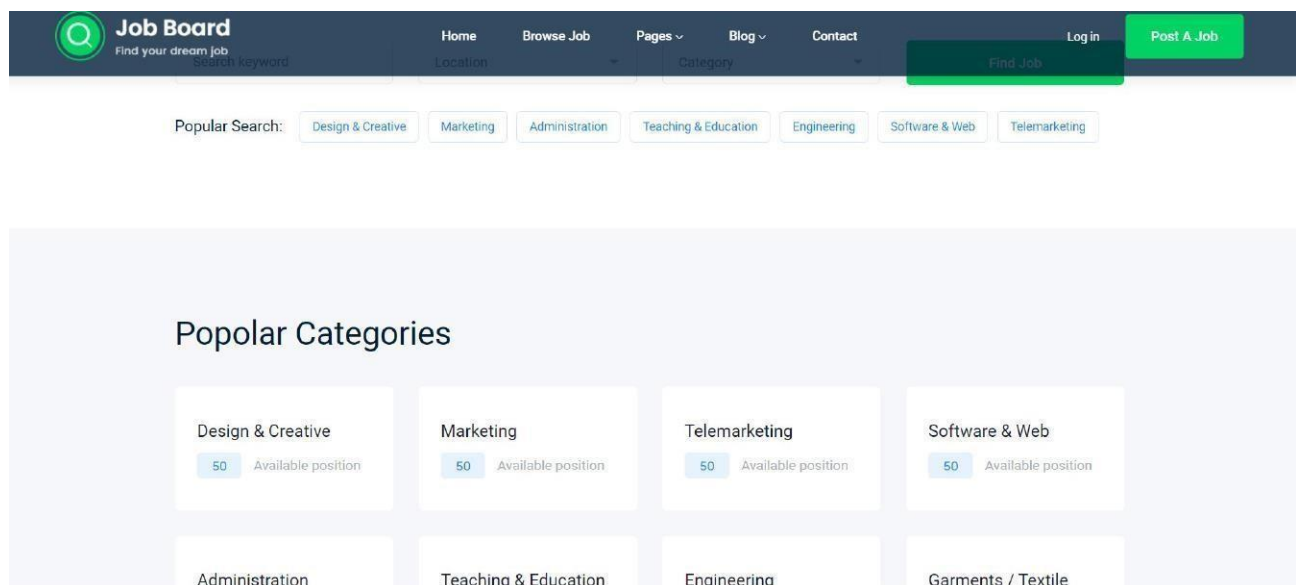 Job Board
Find your dream job
Home Browse Job Pages Blog Contact Log in Post A Job
Search keyword Location Category Find Job
Popular Search: Design & Creative Marketing Administration Teaching & Education Engineering Software & Web Telemarketing
Popolar Categories
Design & Creative Marketing Telemarketing Software & Web
50 Available position 50 Available position 50 Available position 50 Available position
Administration Teaching & Education Engineering Garments / Textile